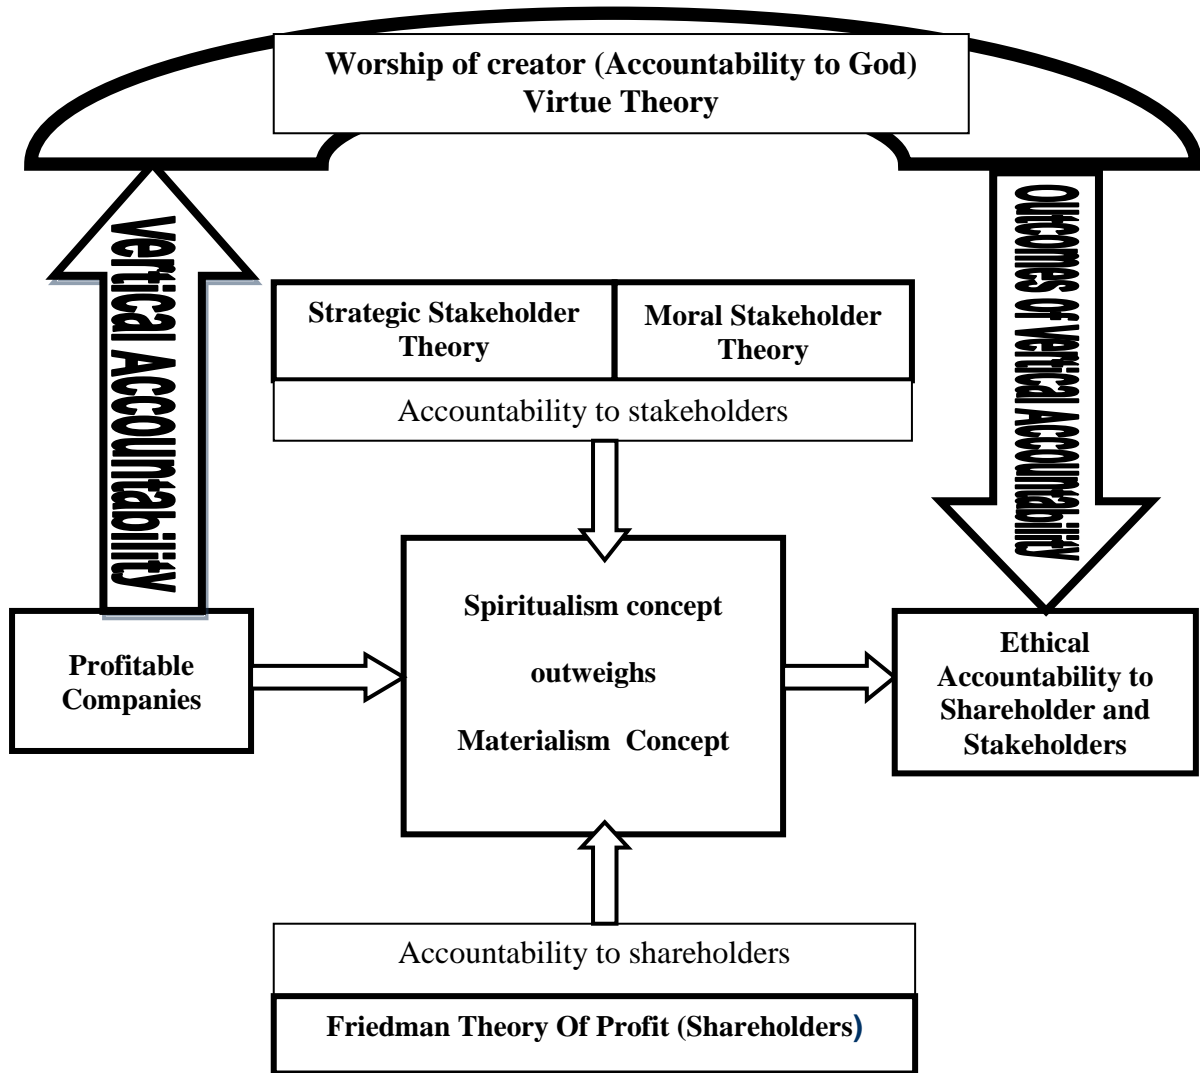 Worship of creator (Accountability to God)
Virtue Theory
Vertical Accountability
Outcomes of Vertical Accountability
Strategic Stakeholder
Theory
Moral Stakeholder
Theory
Accountability to stakeholders
Spiritualism concept
outweighs
Materialism Concept
Profitable
Companies
Ethical
Accountability to
Shareholder and
Stakeholders
Accountability to shareholders
Friedman Theory Of Profit (Shareholders)